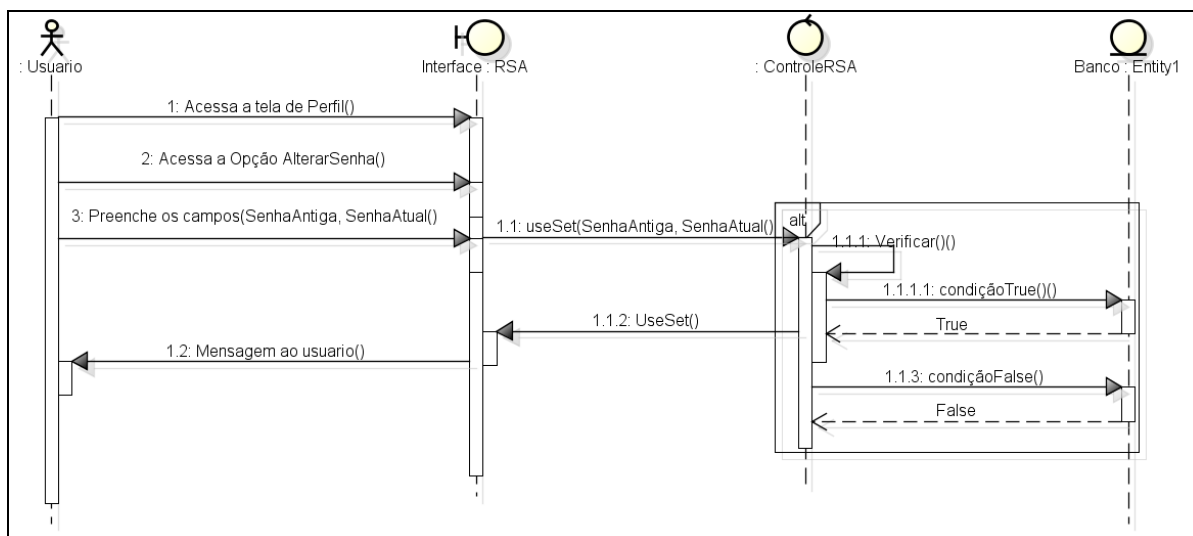 : Usuario
Interface : RSA
: ControleRSA
Banco : Entity1
1: Acessa a tela de Perfil()
2: Acessa a Opção AlterarSenha()
3: Preenche os campos(SenhaAntiga, SenhaAtual()
1.1: useSet(SenhaAntiga, SenhaAtual()
alt
1.1.1: Verificar()()
1.1.1.1: condiçãoTrue()()
True
1.1.2: UseSet()
1.2: Mensagem ao usuario()
1.1.3: condiçãoFalse()
False